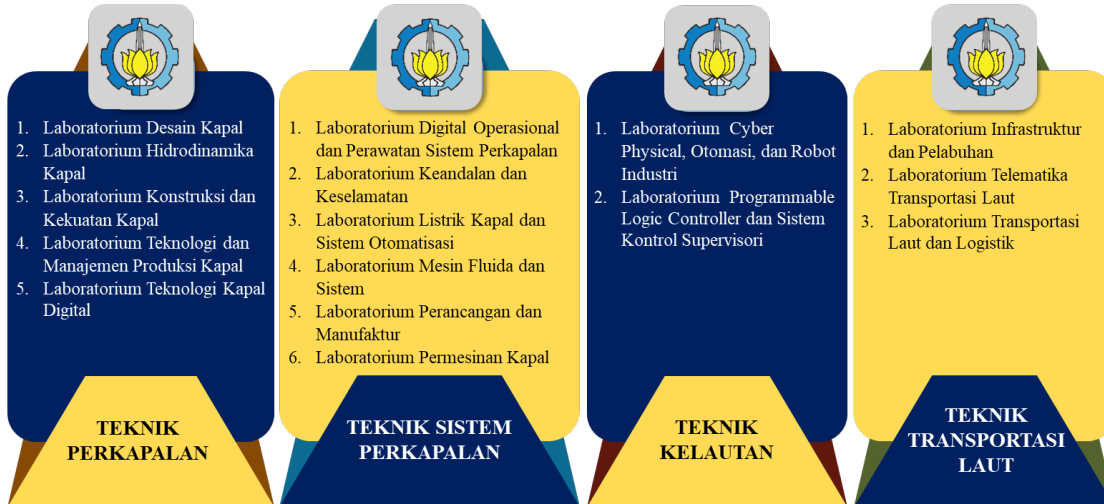 1. Laboratorium Desain Kapal
2. Laboratorium Hidrodinamika
Kapal
3. Laboratorium Konstruksi dan
Kekuatan Kapal
4. Laboratorium Teknologi dan
Manajemen Produksi Kapal
5. Laboratorium Teknologi Kapal
Digital
TEKNIK
PERKAPALAN
1. Laboratorium Digital Operasional
dan Perawatan Sistem Perkapalan
2. Laboratorium Keandalan dan
Keselamatan
3. Laboratorium Listrik Kapal dan
Sistem Otomatisasi
4. Laboratorium Mesin Fluida dan
Sistem
5. Laboratorium Perancangan dan
Manufaktur
6. Laboratorium Permesinan Kapal
TEKNIK SISTEM
PERKAPALAN
1. Laboratorium Cyber
Physical, Otomasi, dan Robot
Industri
2. Laboratorium Programmable
Logic Controller dan Sistem
Kontrol Supervisori
TEKNIK
KELAUTAN
1. Laboratorium Infrastruktur
dan Pelabuhan
2. Laboratorium Telematika
Transportasi Laut
3. Laboratorium Transportasi
Laut dan Logistik
TEKNIK
TRANSPORTASI
LAUT